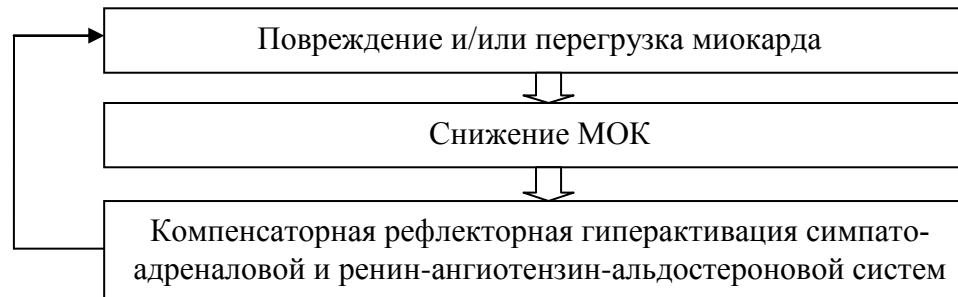 Повреждение и/или перегрузка миокарда
Снижение МОК
Компенсаторная рефлекторная гиперактивация симпато-
адреналовой и ренин-ангиотензин-альдостероновой систем